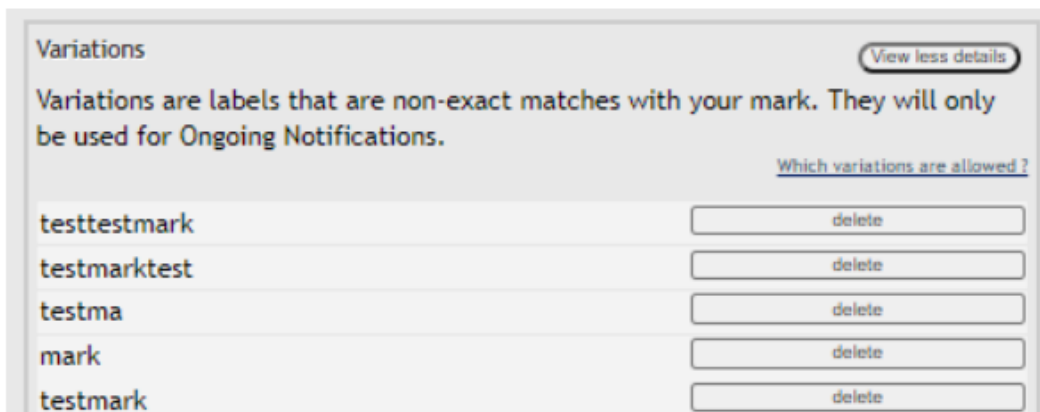 Variations
View less details
Variations are labels that are non-exact matches with your mark. They will only
be used for Ongoing Notifications.
Which variations are allowed ?
testtestmark
delete
testmarktest
delete
testma
delete
mark
delete
testmark
delete